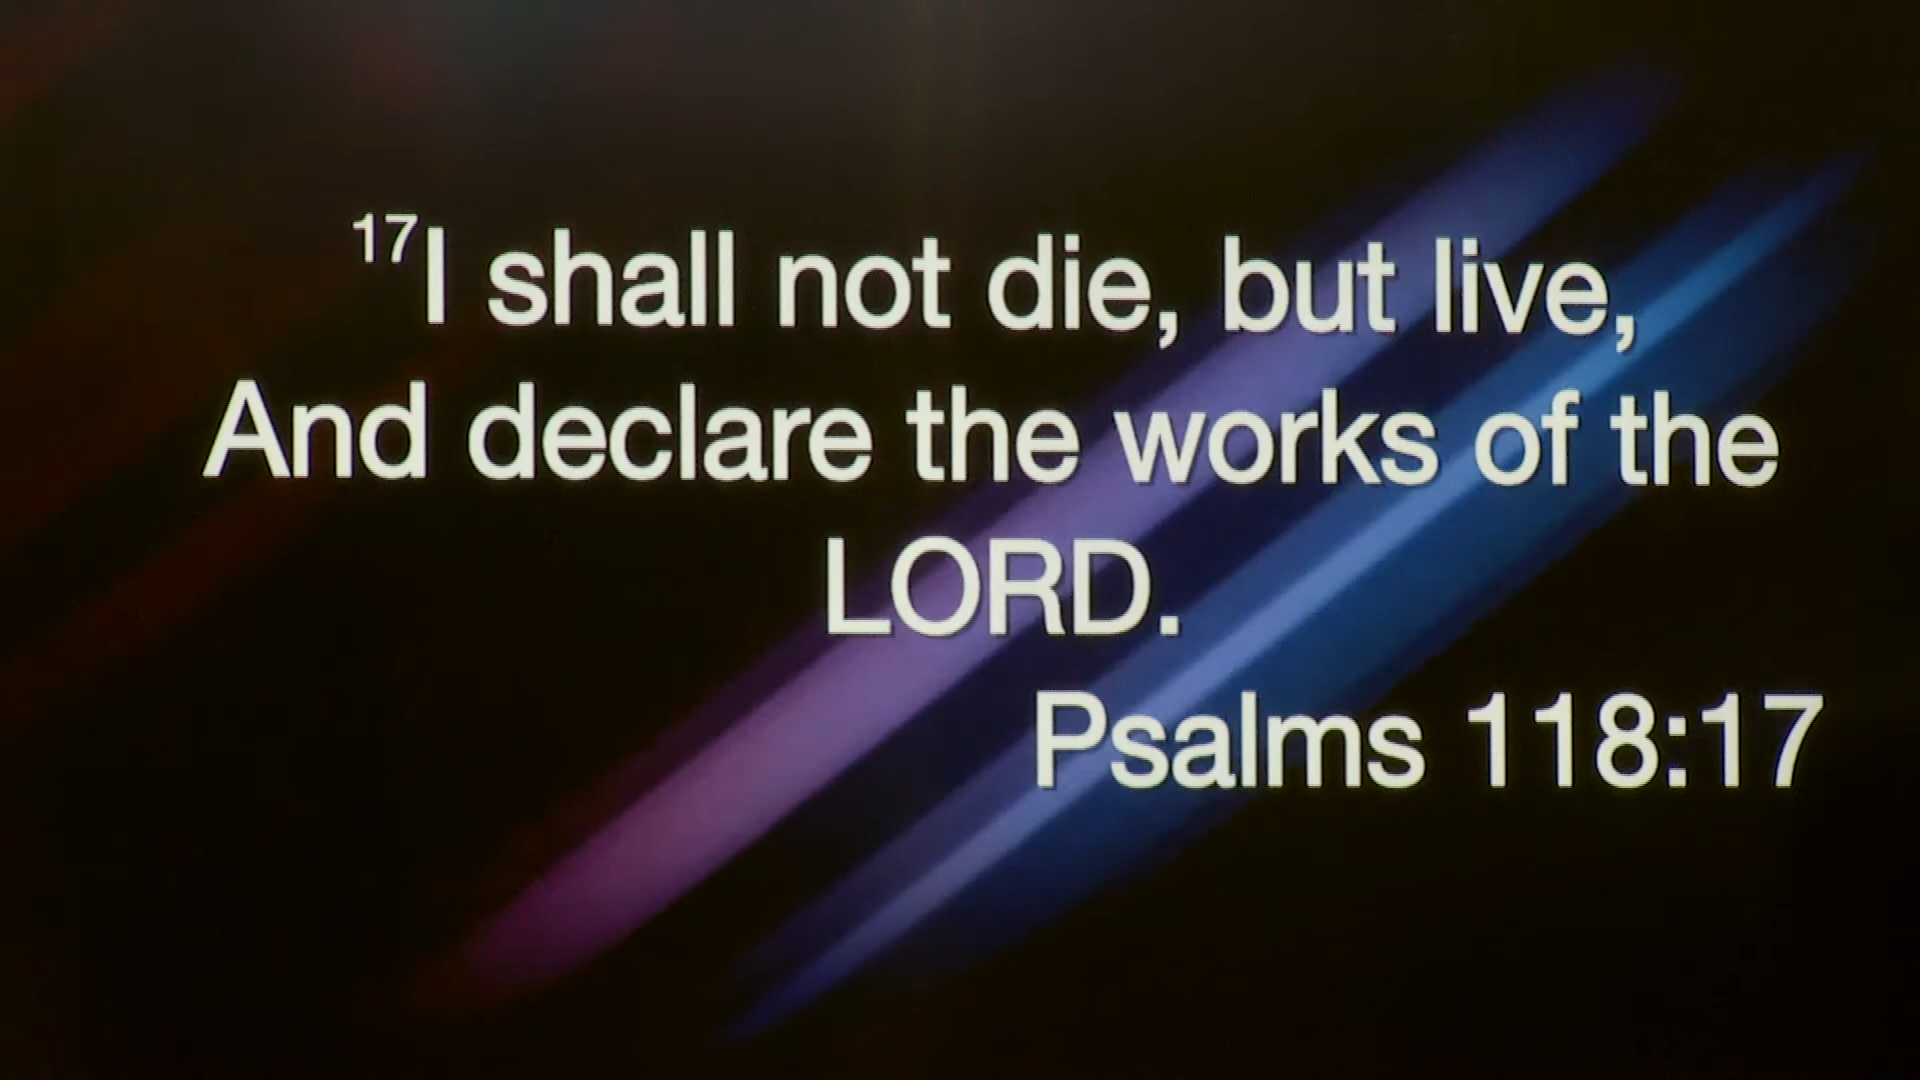 17I shall not die, but live,
And declare the works of the
LORD.
Psalms 118:17